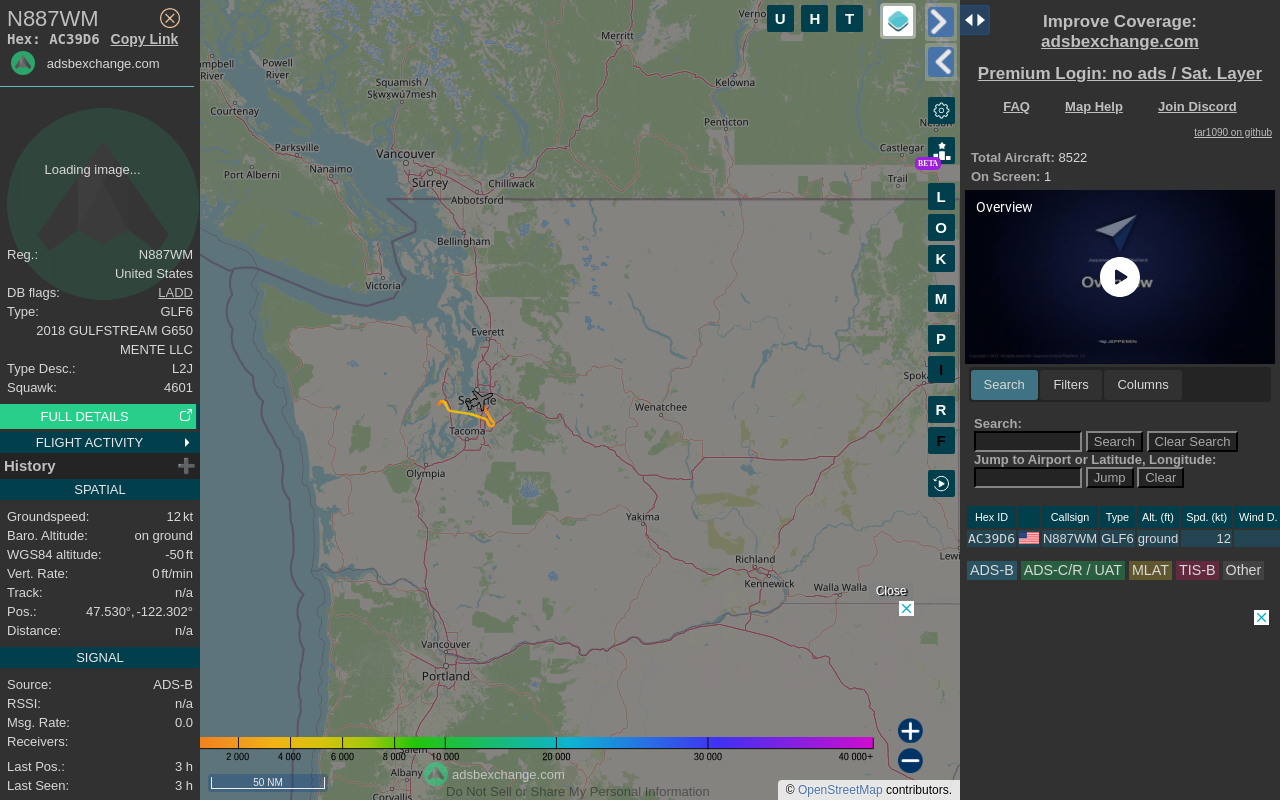 N887WM
Hex: AC39D6 Copy Link
adsbexchange.com
Loading image...
Reg.: N887WM
United States
DB flags: LADD
Type: GLF6
2018 GULFSTREAM G650
MENTE LLC
Type Desc.: L2J
Squawk: 4601
FULL DETAILS
FLIGHT ACTIVITY
History
SPATIAL
Groundspeed: 12 kt
Baro. Altitude: on ground
WGS84 altitude: -50 ft
Vert. Rate: 0 ft/min
Track: n/a
Pos.: 47.530°, -122.302°
Distance: n/a
SIGNAL
Source: ADS-B
RSSI: n/a
Msg. Rate: 0.0
Receivers:
Last Pos.: 3 h
Last Seen: 3 h
Merritt
Powell
River
River
Squamish /
Sḵwx̱wú7mesh
Kelowna
Courtenay
Penticton
Parksville
Vancouver
Nanaimo
Port Alberni
Surrey
Chilliwack
Abbotsford
Castlegar
Trail
Bellingham
Victoria
Everett
Wenatchee
Tacoma
Olympia
Yakima
Richland
Kennewick
Walla Walla
Vancouver
Portland
Albany
Corvallis
U H T
BETA
L
O
K
M
P
I
R
F
Close
2 000 4 000 6 000 8 000 10 000 20 000 30 000 40 000+
50 NM
adsbexchange.com
Do Not Sell or Share My Personal Information
© OpenStreetMap contributors.
Improve Coverage:
adsbexchange.com
Premium Login: no ads / Sat. Layer
FAQ Map Help Join Discord
tar1090 on github
Total Aircraft: 8522
On Screen: 1
Overview
Overview
JEPPESEN
Search Filters Columns
Search:
Search Clear Search
Jump to Airport or Latitude, Longitude:
Jump Clear
Hex ID Callsign Type Alt. (ft) Spd. (kt) Wind D.
AC39D6 N887WM GLF6 ground 12
ADS-B ADS-C/R / UAT MLAT TIS-B Other